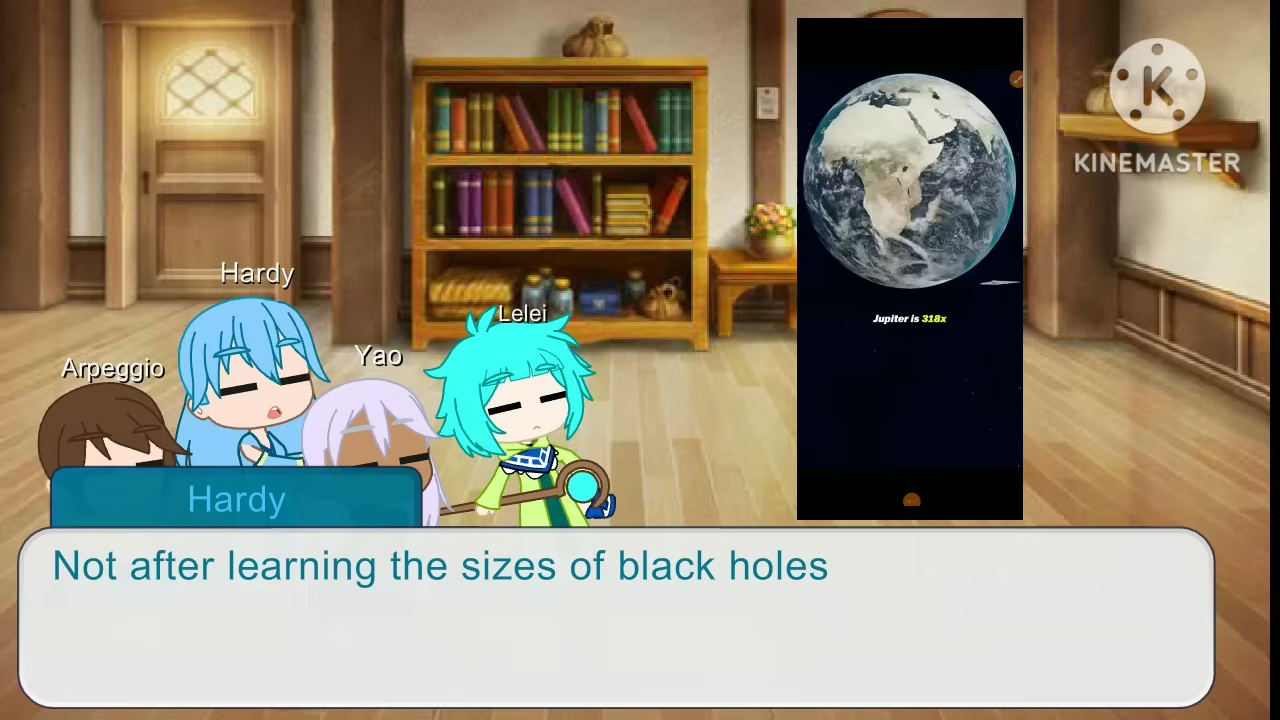 KINEMASTER
Jupiter is 318x
Hardy
Lelei
Yao
Arpeggio
Hardy
Not after learning the sizes of black holes